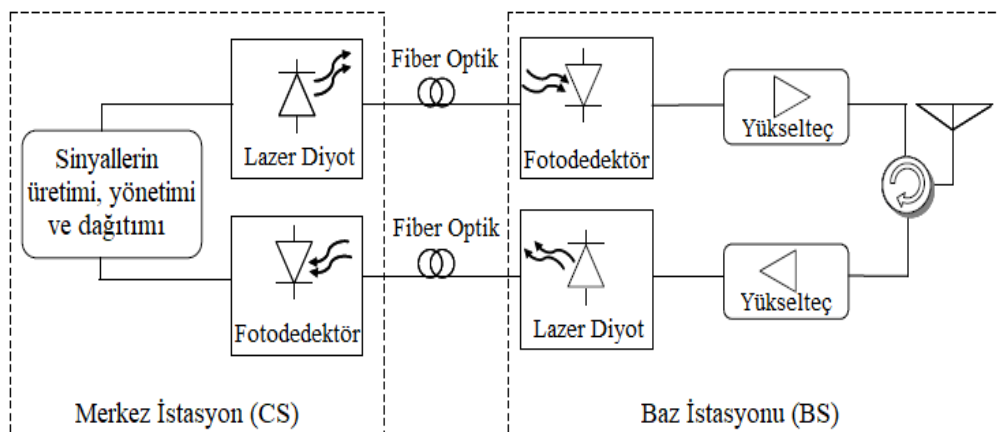 Sinyallerin
üretimi, yönetimi
ve dağıtımı
Lazer Diyot
Fotodedektör
Fiber Optik
Fiber Optik
Fotodedektör
Lazer Diyot
Yükselteç
Yükselteç
Merkez İstasyon (CS)
Baz İstasyonu (BS)